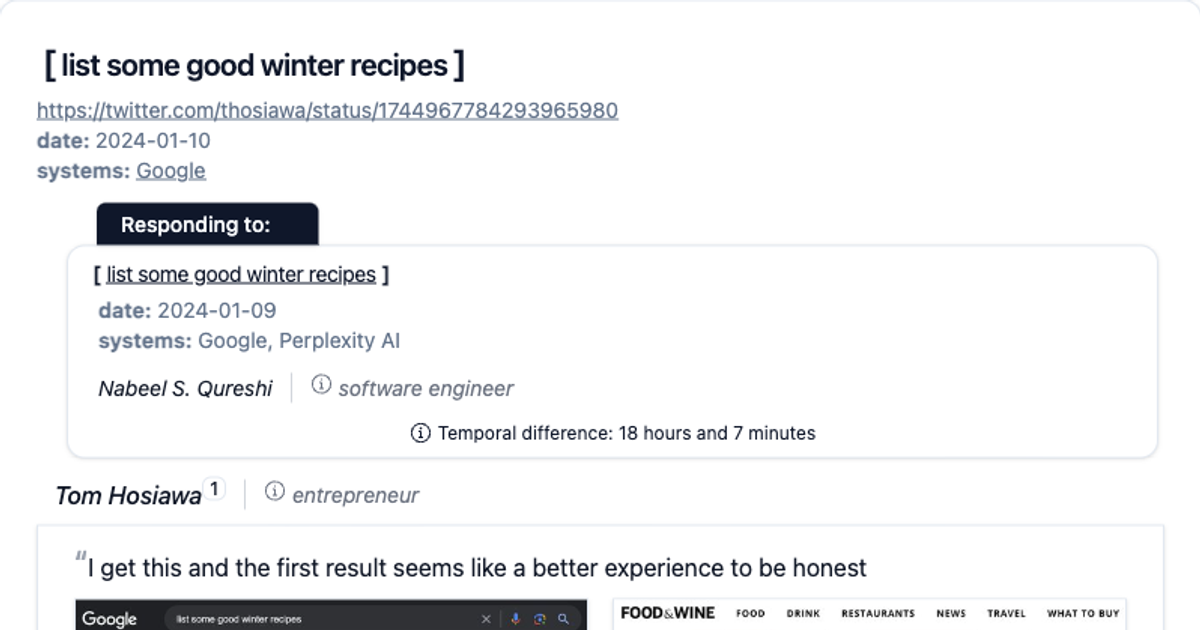 [ list some good winter recipes ]
https://twitter.com/thosiawa/status/1744967784293965980
date: 2024-01-10
systems: Google
Responding to:
[ list some good winter recipes ]
date: 2024-01-09
systems: Google, Perplexity AI
Nabeel S. Qureshi software engineer
Temporal difference: 18 hours and 7 minutes
Tom Hosiawa 1 entrepreneur
“I get this and the first result seems like a better experience to be honest
Google list some good winter recipes
FOOD&WINE FOOD DRINK RESTAURANTS NEWS TRAVEL WHAT TO BUY